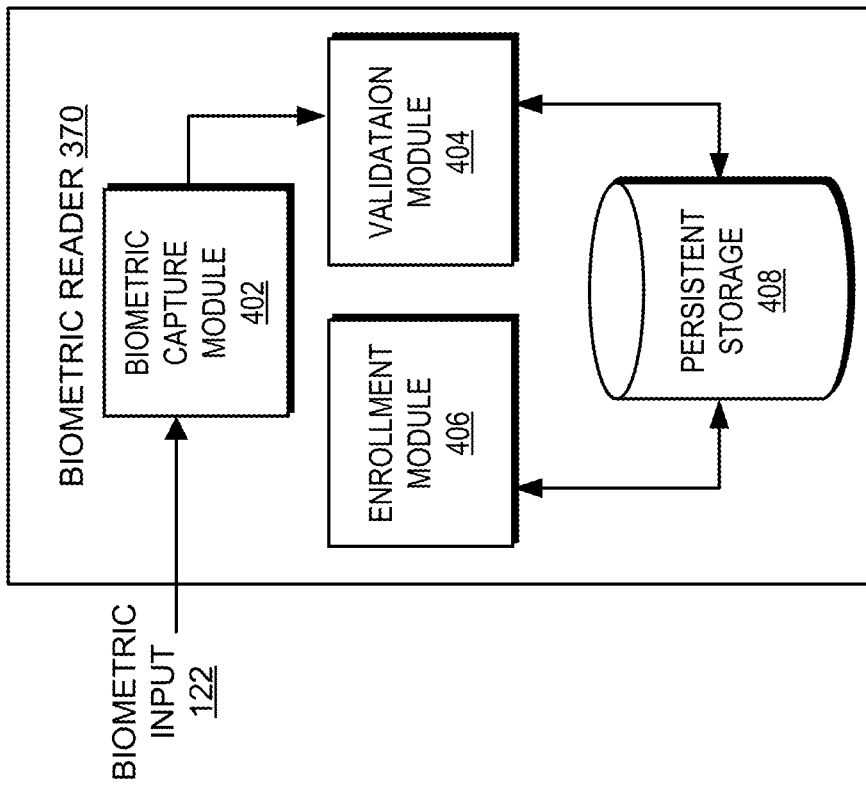 BIOMETRIC READER 370
BIOMETRIC
INPUT
122
BIOMETRIC
CAPTURE
MODULE
402
ENROLLMENT
MODULE
406
VALIDATAION
MODULE
404
PERSISTENT
STORAGE
408